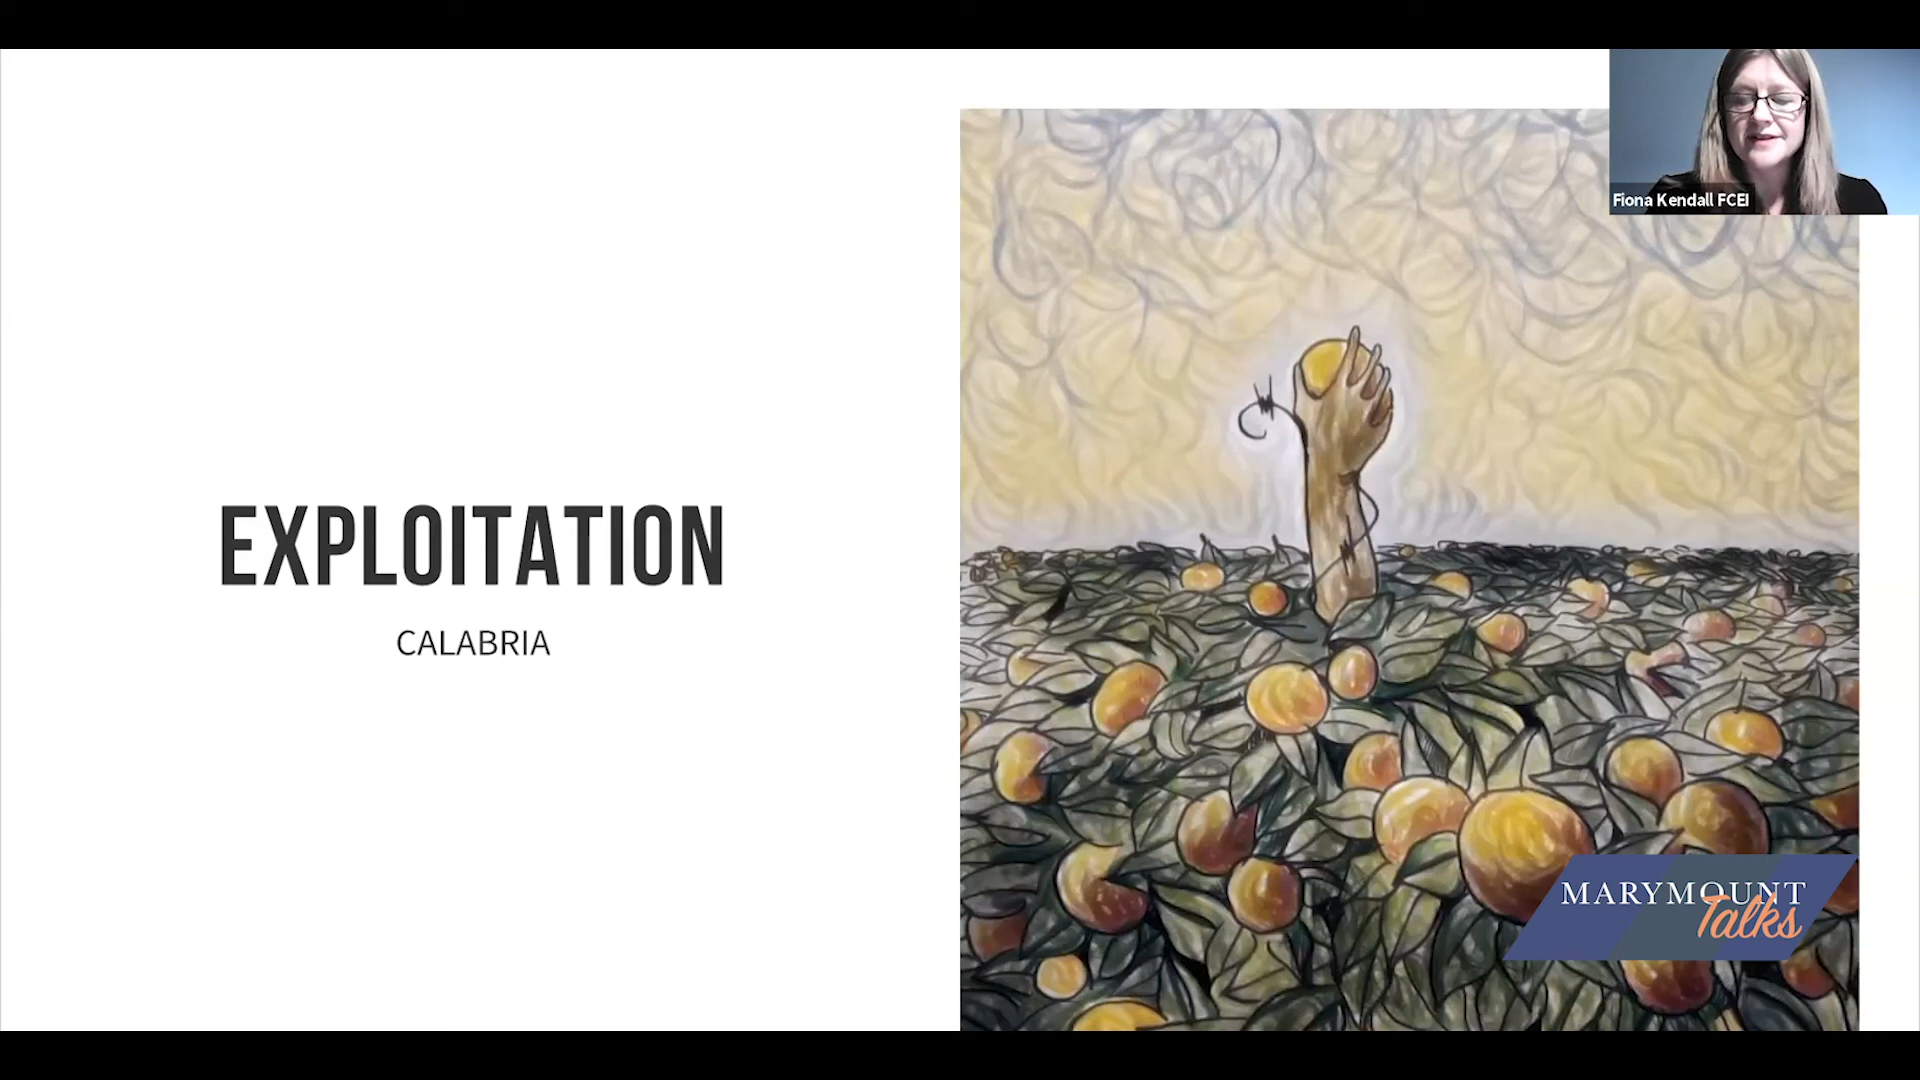 Fiona Kendall FCEI
EXPLOITATION
CALABRIA
MARYMOUNT
Talks